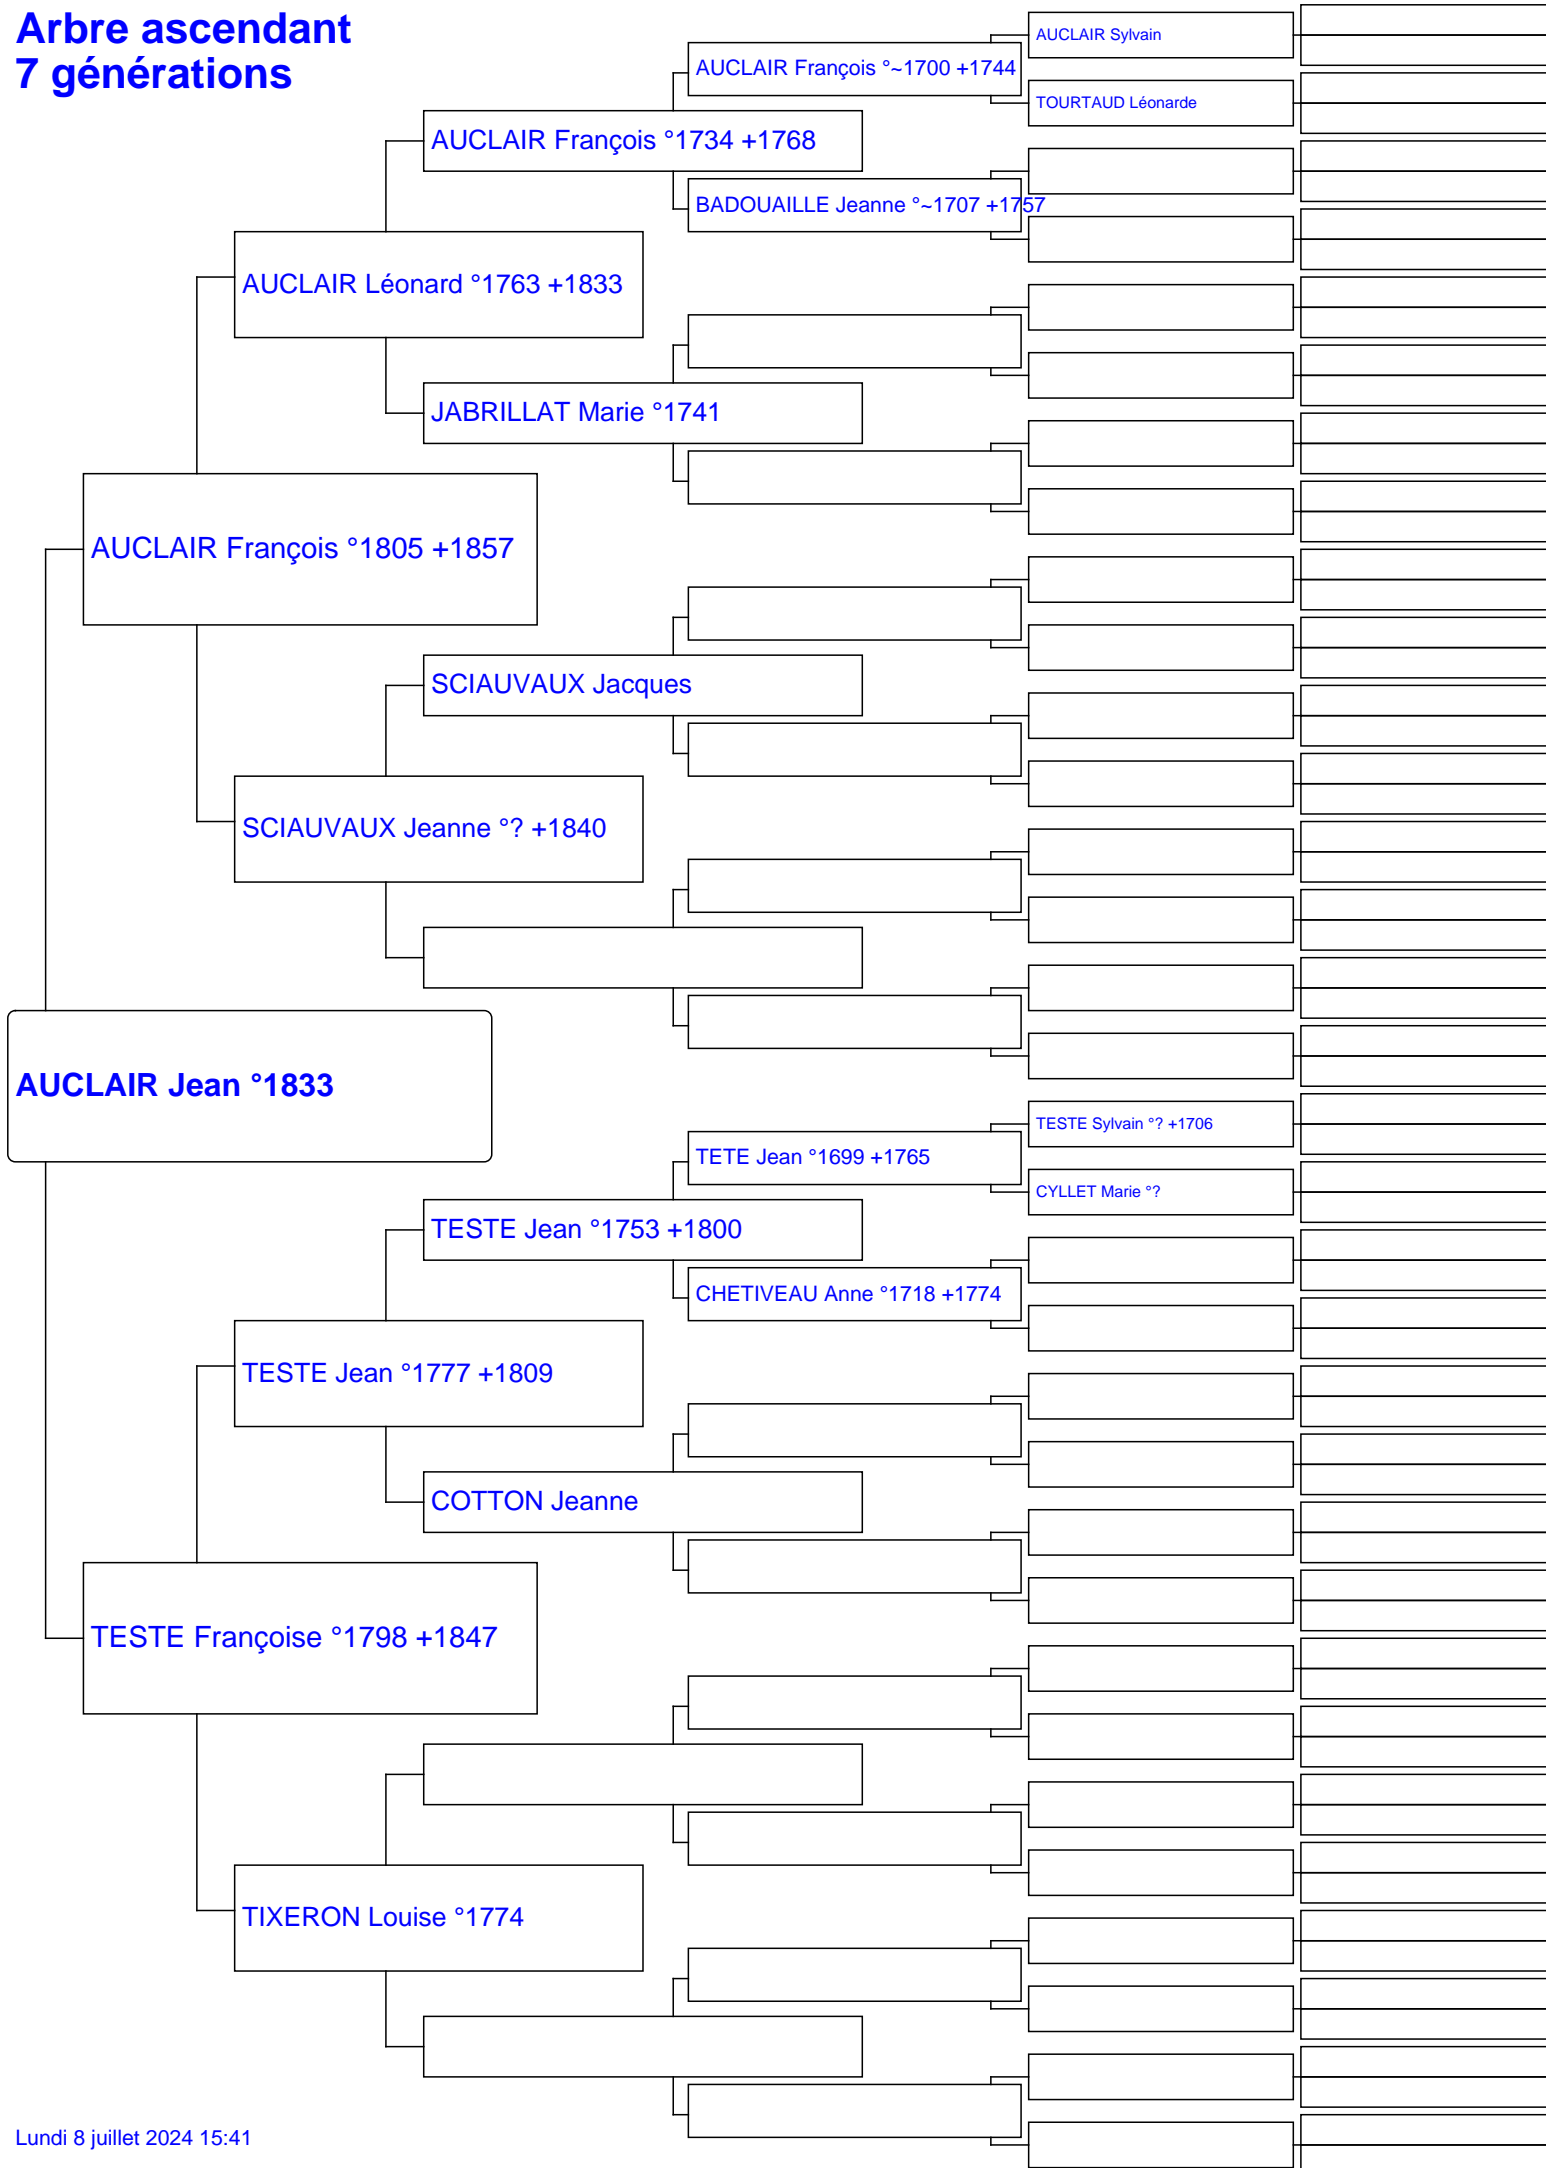 Arbre ascendant
7 générations
AUCLAIR Sylvain
AUCLAIR François °~1700 +1744
TOURTAUD Léonarde
AUCLAIR François °1734 +1768
BADOUAILLE Jeanne °~1707 +1757
AUCLAIR Léonard °1763 +1833
JABRILLAT Marie °1741
AUCLAIR François °1805 +1857
SCIAUVAUX Jacques
SCIAUVAUX Jeanne °? +1840
AUCLAIR Jean °1833
TESTE Sylvain °? +1706
TETE Jean °1699 +1765
CYLLET Marie °?
TESTE Jean °1753 +1800
CHETIVEAU Anne °1718 +1774
TESTE Jean °1777 +1809
COTTON Jeanne
TESTE Françoise °1798 +1847
TIXERON Louise °1774
Lundi 8 juillet 2024 15:41